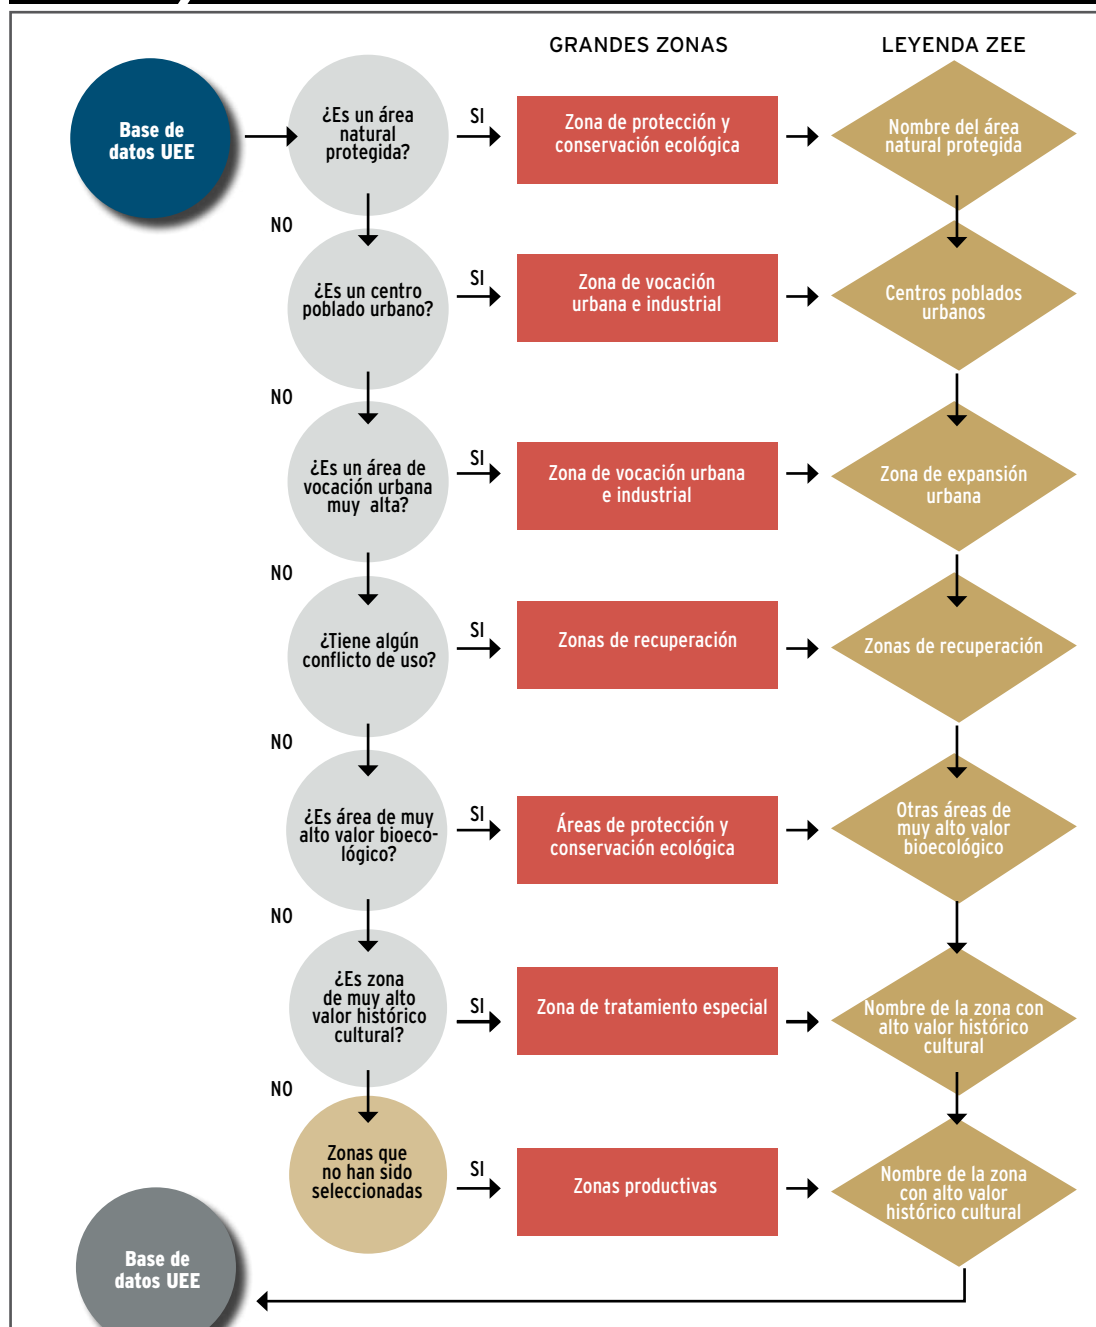 GRANDES ZONAS
LEYENDA ZEE
Base de
datos UEE
¿Es un área
natural
protegida?
SI
Zona de protección y
conservación ecológica
Nombre del área
natural protegida
NO
¿Es un centro
poblado urbano?
SI
Zona de vocación
urbana e industrial
Centros poblados
urbanos
NO
¿Es un área de
vocación urbana
muy alta?
SI
Zona de vocación urbana
e industrial
Zona de expansión
urbana
NO
¿Tiene algún
conflicto de uso?
SI
Zonas de recuperación
Zonas de recuperación
NO
¿Es área de muy
alto valor bioeco-
lógico?
SI
Áreas de protección y
conservación ecológica
Otras áreas de
muy alto valor
bioecológico
NO
¿Es zona
de muy alto
valor histórico
cultural?
SI
Zona de tratamiento especial
Nombre de la zona con
alto valor histórico
cultural
NO
Zonas que
no han sido
seleccionadas
SI
Zonas productivas
Nombre de la zona
con alto valor
histórico cultural
Base de
datos UEE